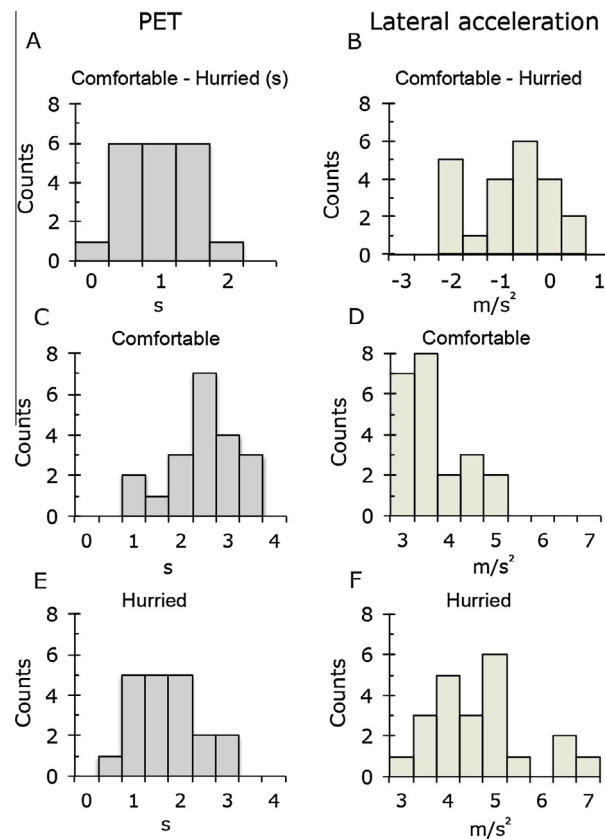 PET
Lateral acceleration
A
Comfortable - Hurried (s)
8
6
4
2
0
Counts
0 1 2
s
B
Comfortable - Hurried
8
6
4
2
0
Counts
-3 -2 -1 0 1
m/s²
C
Comfortable
8
6
4
2
0
Counts
0 1 2 3 4
s
D
Comfortable
8
6
4
2
0
Counts
3 4 5 6 7
m/s²
E
Hurried
8
6
4
2
0
Counts
0 1 2 3 4
s
F
Hurried
8
6
4
2
0
Counts
3 4 5 6 7
m/s²